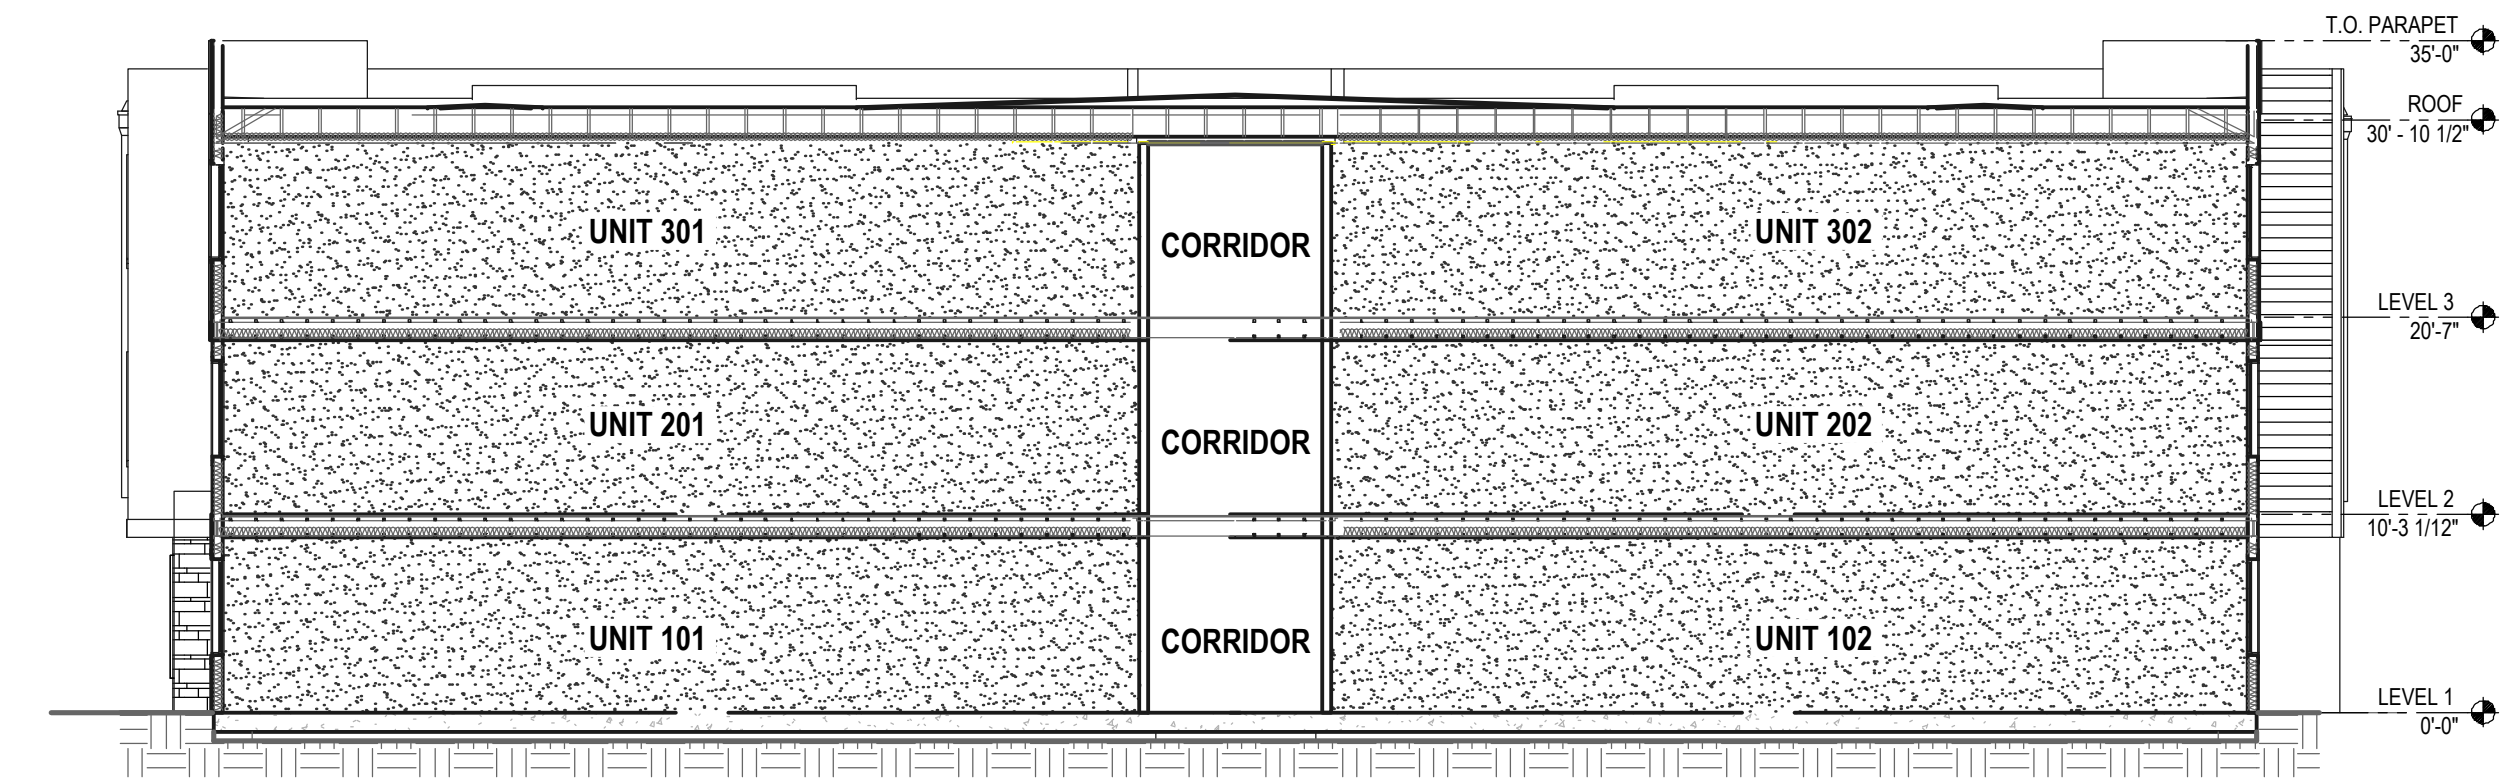 T.O. PARAPET
35'-0"
ROOF
30' - 10 1/2"
UNIT 301
CORRIDOR
UNIT 302
LEVEL 3
20'-7"
UNIT 201
CORRIDOR
UNIT 202
LEVEL 2
10'-3 1/12"
UNIT 101
CORRIDOR
UNIT 102
LEVEL 1
0'-0"